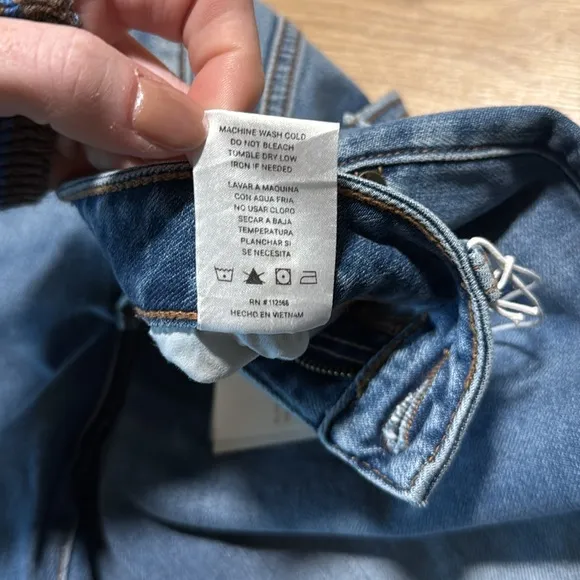 MACHINE WASH COLD
DO NOT BLEACH
TUMBLE DRY LOW
IRON IF NEEDED
LAVAR A MAQUINA
CON AGUA FRIA
NO USAR CLORO
SECAR A BAJA
TEMPERATURA
PLANCHAR SI
SE NECESITA
RN #112566
HECHO EN VIETNAM